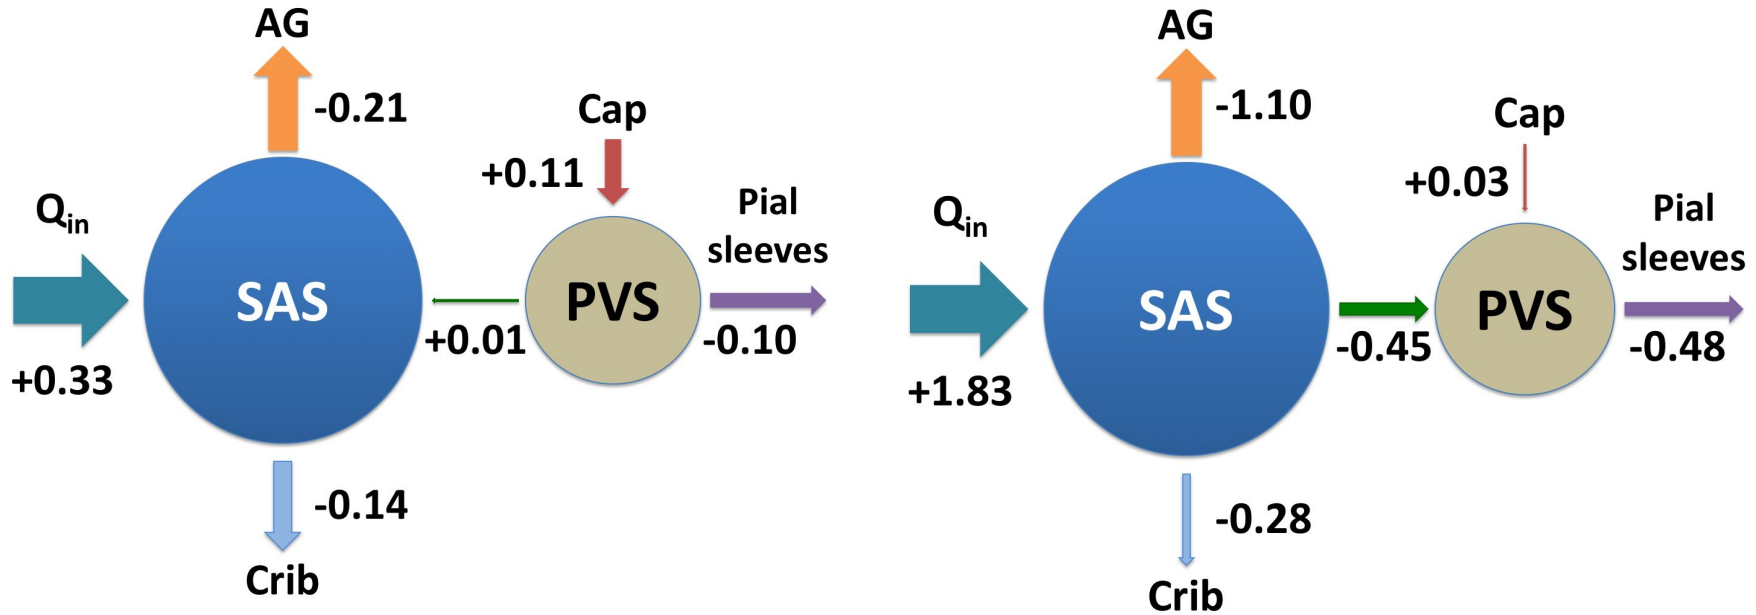 AG
-0.21
Cap
+0.11
Q_in
Pial
sleeves
SAS
PVS
+0.01
-0.10
+0.33
-0.14
Crib
AG
-1.10
Cap
+0.03
Q_in
Pial
sleeves
SAS
PVS
-0.45
-0.48
+1.83
-0.28
Crib